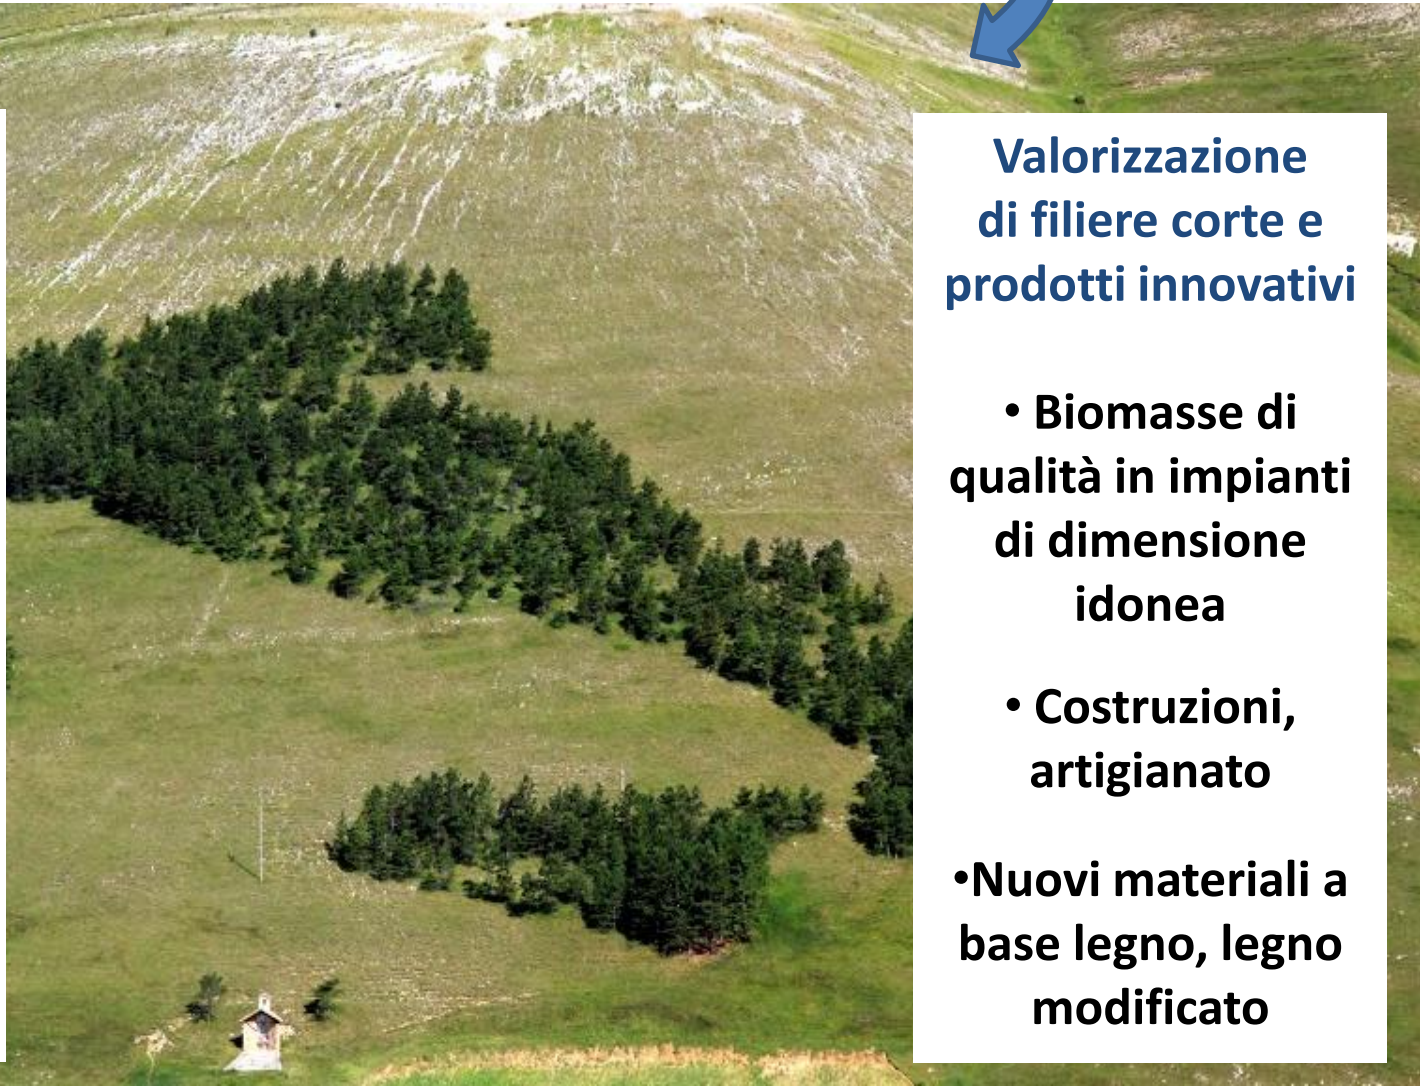 Valorizzazione
di filiere corte e
prodotti innovativi
• Biomasse di
qualità in impianti
di dimensione
idonea
• Costruzioni,
artigianato
•Nuovi materiali a
base legno, legno
modificato